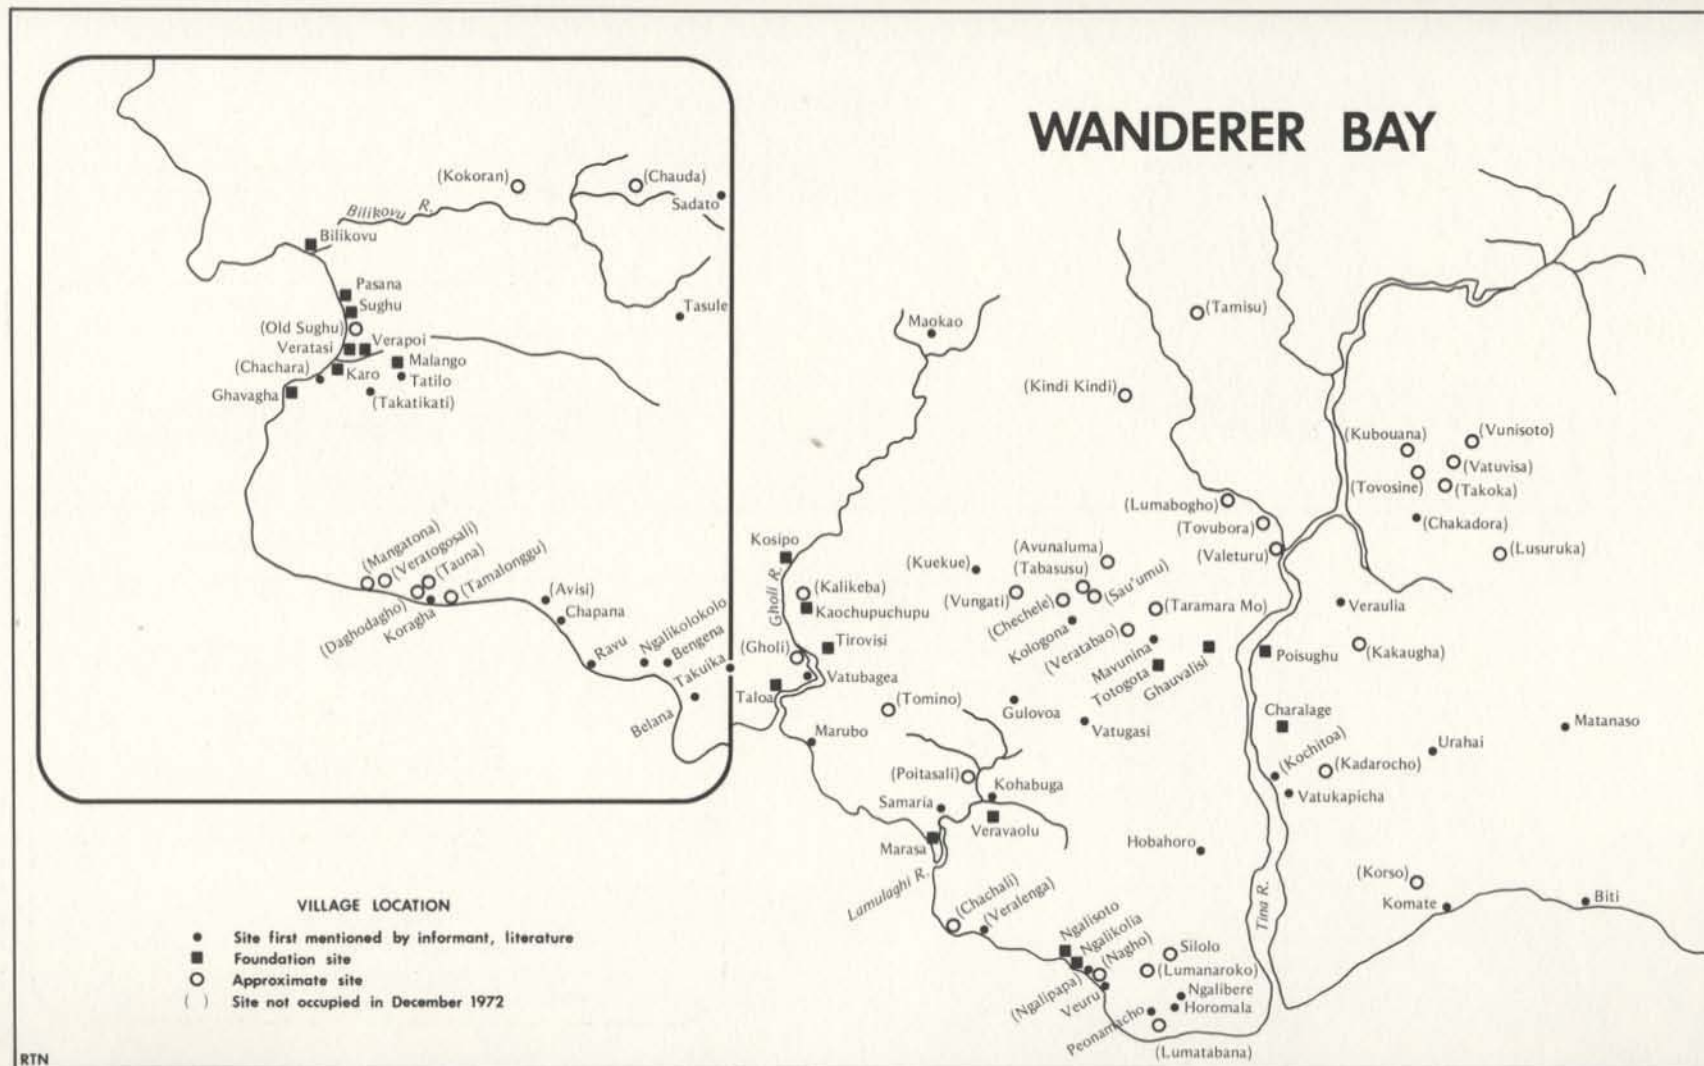 WANDERER BAY
(Kokoran)
(Chauda)
Sadato
Bilikovu R.
Bilikovu
Pasana
Sughu
(Old Sughu)
Tasule
Veratasi
Verapoi
(Chachara)
Karo
Malango
Tatilo
Ghavagha
(Takatikati)
(Mangatona)
(Veratogosali)
(Tauna)
(Tamalonggu)
(Daghodagho)
Koragha
(Avisi)
Chapana
Ravu
Ngalikolokolo
Bengena
Takuika
Belana
Maokao
(Tamisu)
(Kindi Kindi)
(Kubouana)
(Vunisoto)
(Vatuvisa)
(Tovosine)
(Takoka)
(Chakadora)
(Lusuruka)
(Lumabogho)
(Tovubora)
(Valeturu)
Kosipo
Gholi R.
(Kalikeba)
Kaochupuchupu
(Gholi)
Tirovisi
Vatubagea
Taloa
Marubo
(Kuekue)
(Avunaluma)
(Tabasusu)
(Sau'umu)
(Vungati)
(Chechele)
Kologona
(Taramara Mo)
(Veratabao)
Mavunina
Totogota
Ghauvalisi
Veraulia
Poisughu
(Kakaugha)
(Tomino)
Gulovoa
Vatugasi
Charalage
(Kochitoa)
(Kadarocho)
Urahai
Matanaso
Vatukapicha
(Poitasali)
Kohabuga
Samaria
Veravaolu
Marasa
Hobahoro
Lamulaghi R.
(Chachali)
(Veralenga)
Tina R.
(Korso)
Komate
Biti
Ngalisoto
Ngalikolia
(Nagho)
Silolo
(Lumanaroko)
(Ngalipapa)
Veuru
Ngalibere
Horomala
Peonamacho
(Lumatabana)
VILLAGE LOCATION
Site first mentioned by informant, literature
Foundation site
Approximate site
( ) Site not occupied in December 1972
RTN